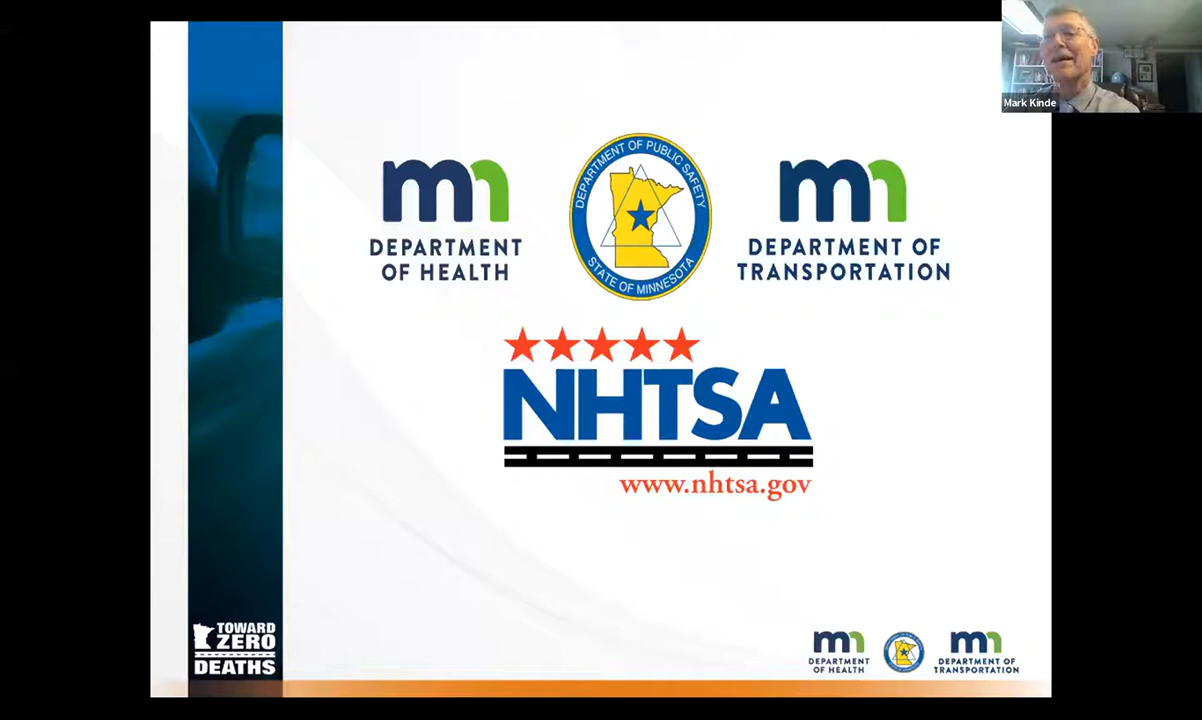 Mark Kinde
mn
DEPARTMENT
OF HEALTH
DEPARTMENT OF PUBLIC SAFETY
STATE OF MINNESOTA
mn
DEPARTMENT OF
TRANSPORTATION
NHTSA
www.nhtsa.gov
TOWARD
ZERO
DEATHS
mn
DEPARTMENT
OF HEALTH
mn
DEPARTMENT OF
TRANSPORTATION